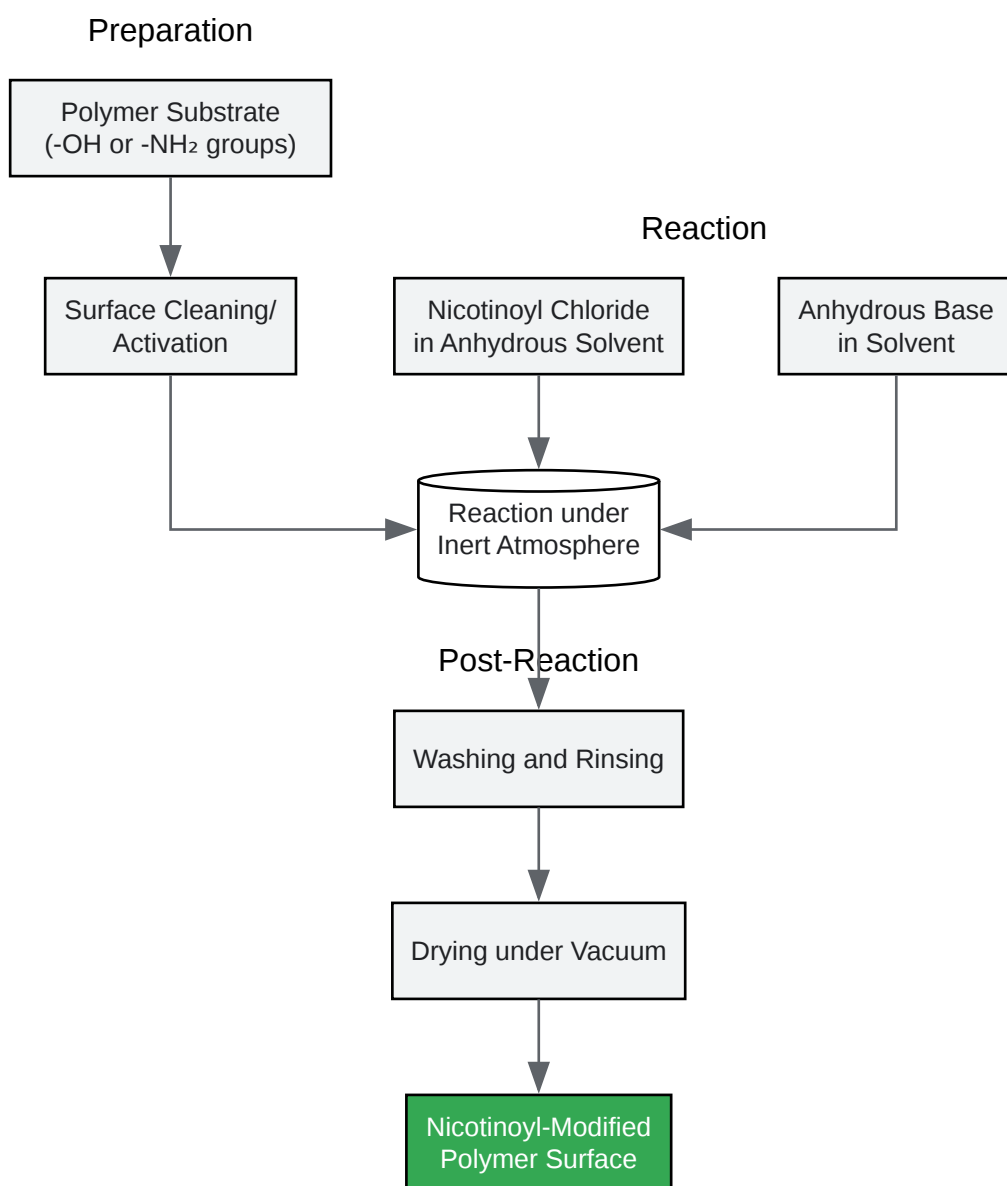 Preparation
Polymer Substrate
(-OH or -NH₂ groups)
Reaction
Surface Cleaning/
Activation
Nicotinoyl Chloride
in Anhydrous Solvent
Anhydrous Base
in Solvent
Reaction under
Inert Atmosphere
Post-Reaction
Washing and Rinsing
Drying under Vacuum
Nicotinoyl-Modified
Polymer Surface